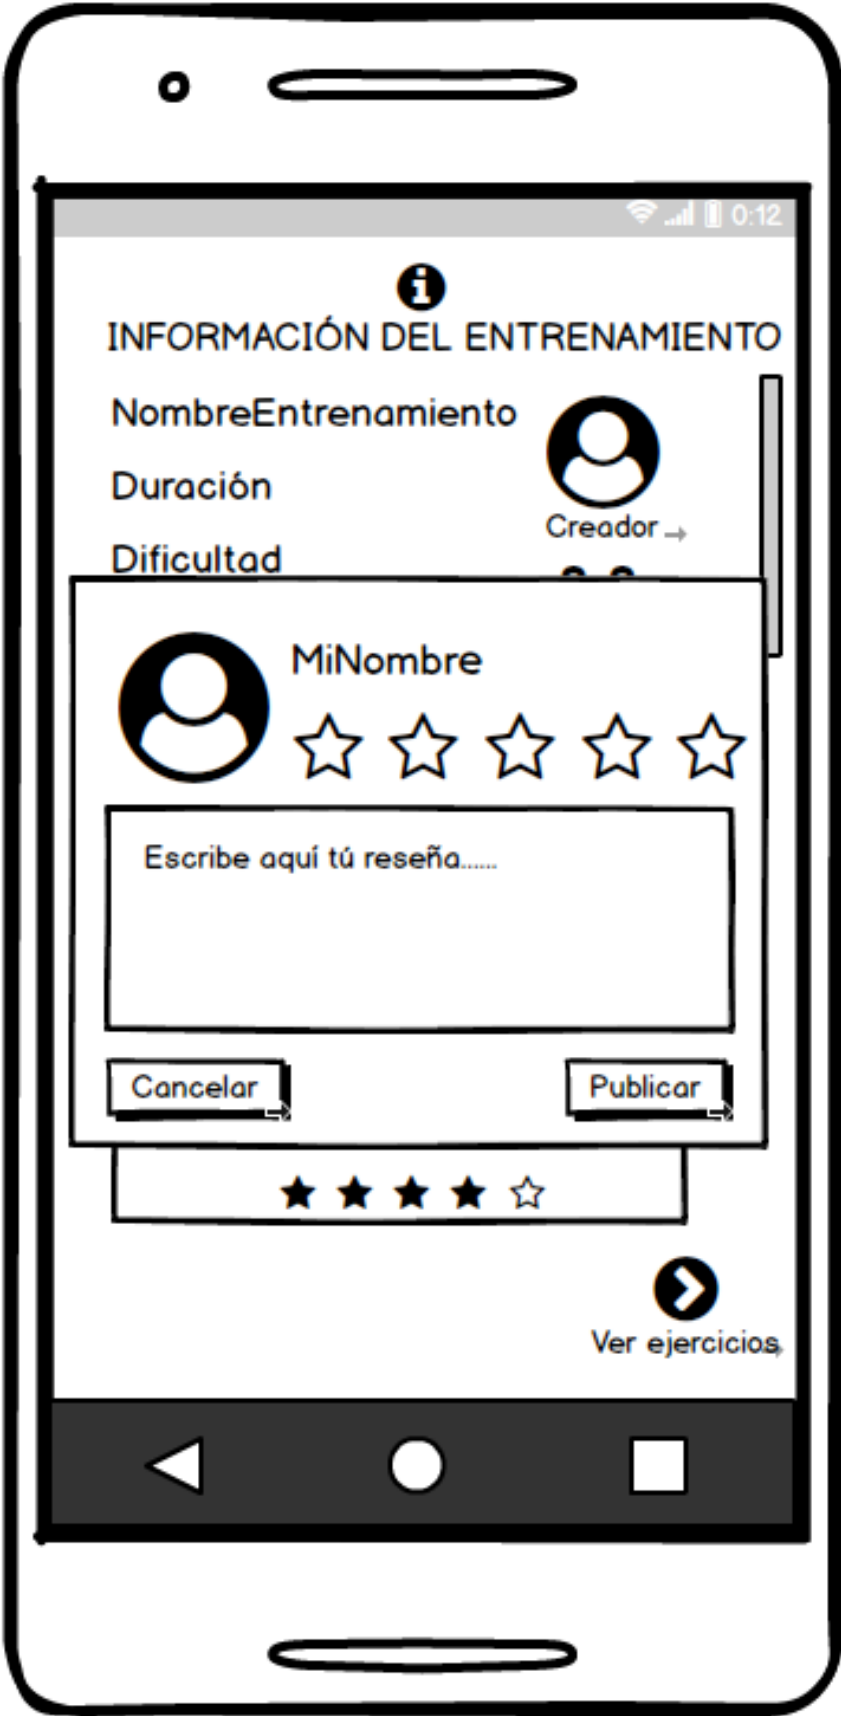 0:12
INFORMACIÓN DEL ENTRENAMIENTO
NombreEntrenamiento
Duración
Creador
Dificultad
MiNombre
Escribe aquí tú reseña......
Cancelar
Publicar
Ver ejercicios